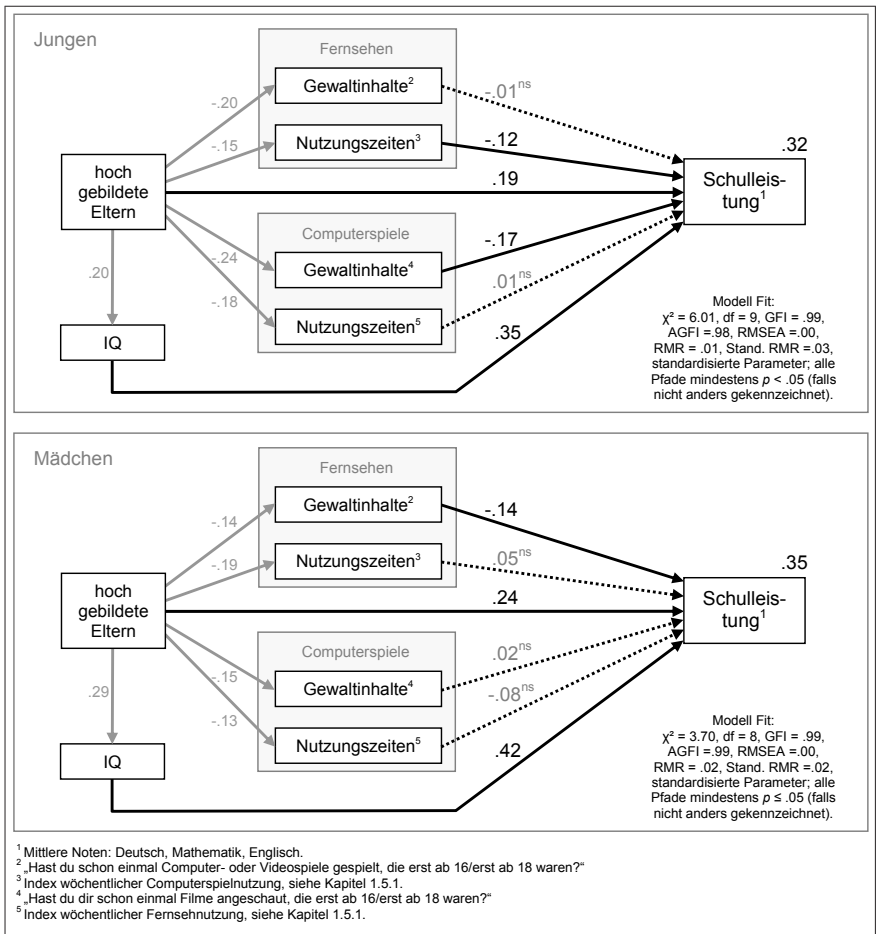 Jungen
Fernsehen
Gewaltinhalte²
Nutzungszeiten³
hoch
gebildete
Eltern
Computerspiele
Gewaltinhalte⁴
Nutzungszeiten⁵
IQ
-.20
-.15
-.24
-.18
.20
-.01ⁿˢ
-.12
.19
-.17
.01ⁿˢ
.35
.32
Schulleis-
tung¹
Modell Fit:
χ² = 6.01, df = 9, GFI = .99,
AGFI =.98, RMSEA =.00,
RMR = .01, Stand. RMR =.03,
standardisierte Parameter; alle
Pfade mindestens p < .05 (falls
nicht anders gekennzeichnet).
Mädchen
Fernsehen
Gewaltinhalte²
Nutzungszeiten³
hoch
gebildete
Eltern
Computerspiele
Gewaltinhalte⁴
Nutzungszeiten⁵
IQ
-.14
-.19
-.15
-.13
.29
-.14
.05ⁿˢ
.24
.02ⁿˢ
-.08ⁿˢ
.42
.35
Schulleis-
tung¹
Modell Fit:
χ² = 3.70, df = 8, GFI = .99,
AGFI =.99, RMSEA =.00,
RMR = .02, Stand. RMR =.02,
standardisierte Parameter; alle
Pfade mindestens p ≤ .05 (falls
nicht anders gekennzeichnet).
¹ Mittlere Noten: Deutsch, Mathematik, Englisch.
² „Hast du schon einmal Computer- oder Videospiele gespielt, die erst ab 16/erst ab 18 waren?“
³ Index wöchentlicher Computerspielnutzung, siehe Kapitel 1.5.1.
⁴ „Hast du dir schon einmal Filme angeschaut, die erst ab 16/erst ab 18 waren?“
⁵ Index wöchentlicher Fernsehnutzung, siehe Kapitel 1.5.1.